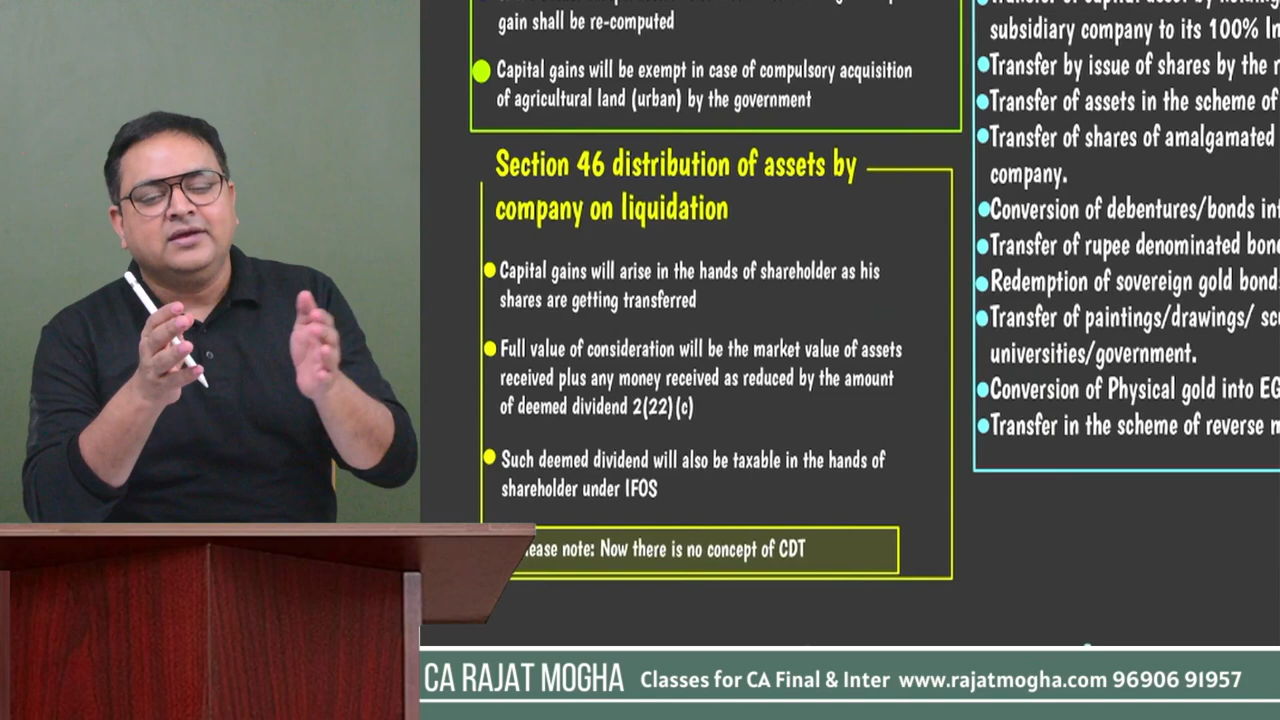 gain shall be re-computed
Capital gains will be exempt in case of compulsory acquisition
of agricultural land (urban) by the government
Section 46 distribution of assets by
company on liquidation
Capital gains will arise in the hands of shareholder as his
shares are getting transferred
Full value of consideration will be the market value of assets
received plus any money received as reduced by the amount
of deemed dividend 2(22)(c)
Such deemed dividend will also be taxable in the hands of
shareholder under IFOS
note: Now there is no concept of CDT
subsidiary company to its 100%
Transfer by issue of shares by the
Transfer of assets in the scheme of
Transfer of shares of amalgamated
company.
Conversion of debentures/bonds
Transfer of rupee denominated
Redemption of sovereign gold
Transfer of paintings/drawings/
universities/government.
Conversion of Physical gold into
Transfer in the scheme of reverse
CA RAJAT MOGHA Classes for CA Final & Inter www.rajatmogha.com 96906 91957